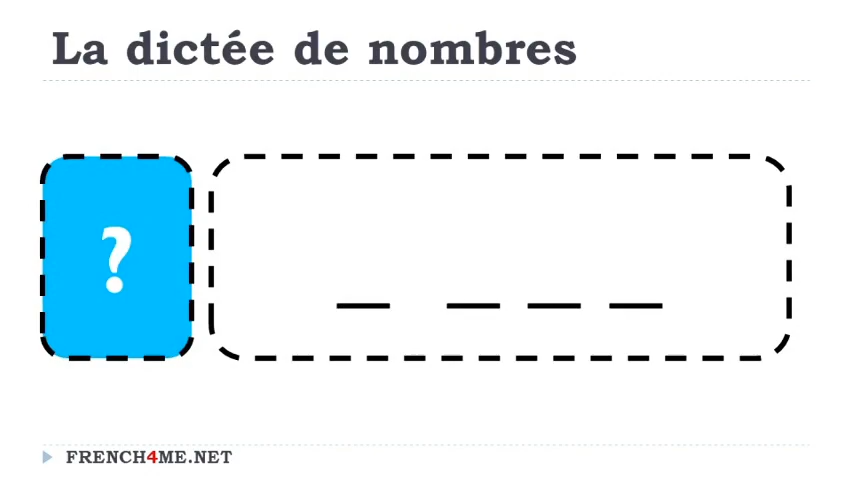 La dictée de nombres
?
_ _ _ _
FRENCH4ME.NET